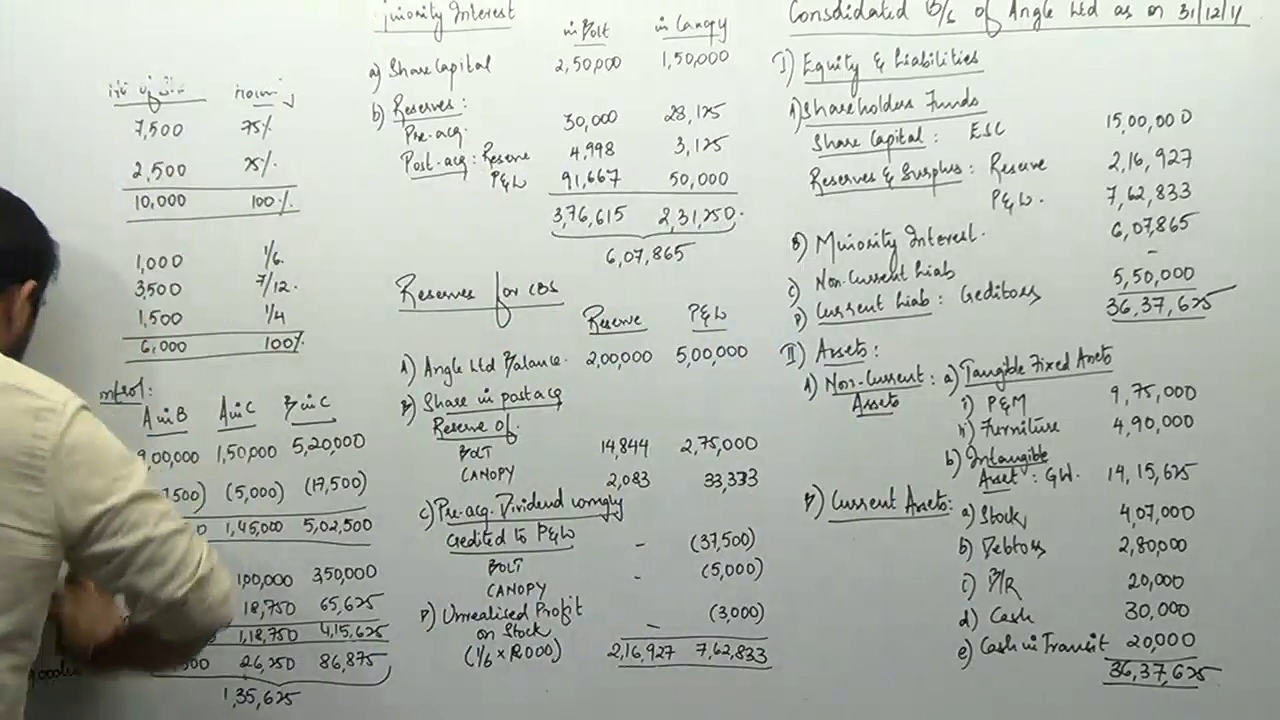 7,500 75%
2,500 25%
10,000 100%
1,000 1/6
3,500 7/12
1,500 1/4
6,000 100%
A in B A in C B in C
9,00,000 1,50,000 5,20,000
500) (5,000) (17,500)
1,45,000 5,02,500
1,00,000 350,000
18,750 65,625
1,18,750 4,15,625
500 26,250 86,875
1,35,625
Minority Interest
in Bolt in Canopy
a) Share Capital 2,50,000 1,50,000
b) Reserves:
Pre-acq. 30,000 28,125
Post-acq: Reserve 4,998 3,125
P&L 91,667 50,000
3,76,615 2,31,250.
6,07,865
Reserves for CBS
Reserve P&L
A) Angle Ltd Balance. 2,00,000 5,00,000
B) Share in post acq
Reserve of.
BOLT 14,844 2,75,000
CANOPY 2,083 33,333
C) Pre-acq. Dividend wrongly
credited to P&L
BOLT - (37,500)
CANOPY - (5,000)
D) Unrealised Profit
on Stock - (3,000)
(1/6 x 18000) 2,16,927 7,62,833
Consolidated B/S of Angle Ltd as on 31/12/11
I) Equity & Liabilities
A) Shareholders Funds
Share Capital: ESC 15,00,000
Reserves & Surplus: Reserve 2,16,927
P&L. 7,62,833
B) Minority Interest. 6,07,865
C) Non-Current Liab -
D) Current Liab: Creditors 5,50,000
36,37,625
II) Assets:
A) Non-Current: a) Tangible Fixed Assets
Assets
i) P&M 9,75,000
ii) Furniture 4,90,000
b) Intangible
Asset: GW. 14,15,625
B) Current Assets: a) Stock 4,07,000
b) Debtors 2,80,000
c) B/R 20,000
d) Cash 30,000
e) Cash in Transit 20,000
36,37,625